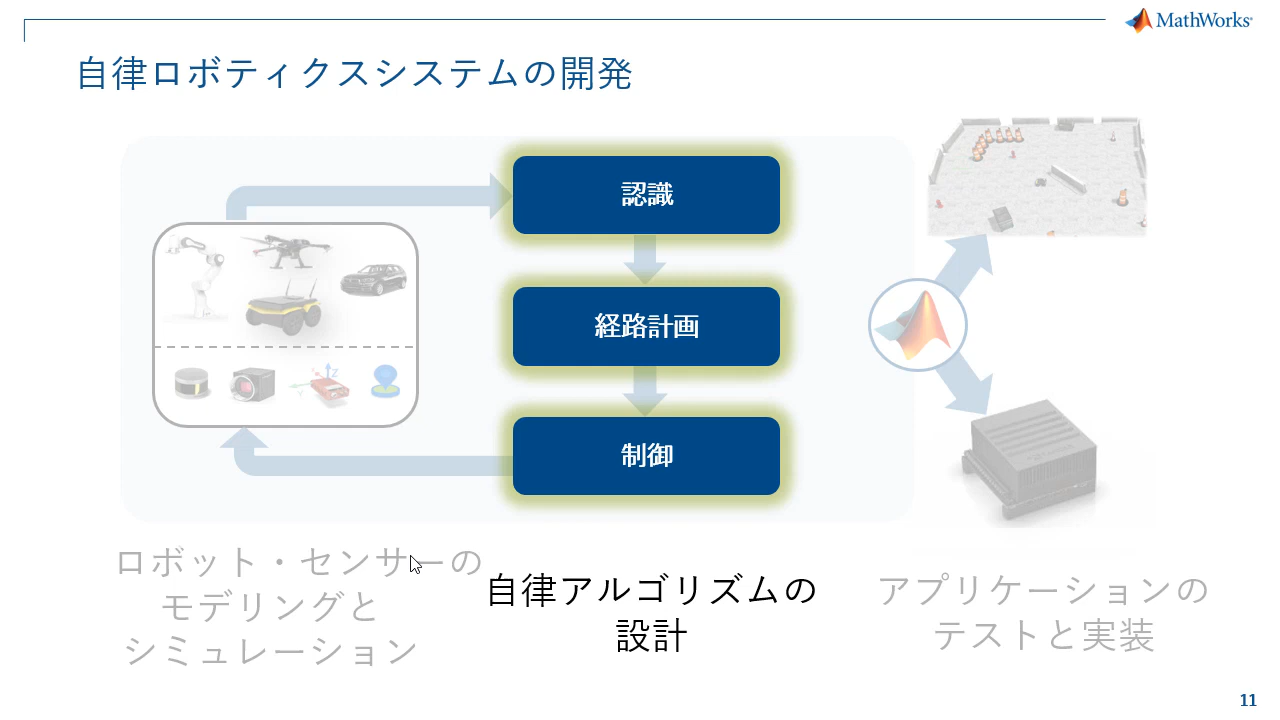 MathWorks®
自律ロボティクスシステムの開発
認識
経路計画
制御
Z
ロボット・センサーの
モデリングと
シミュレーション
自律アルゴリズムの
設計
アプリケーションの
テストと実装
11